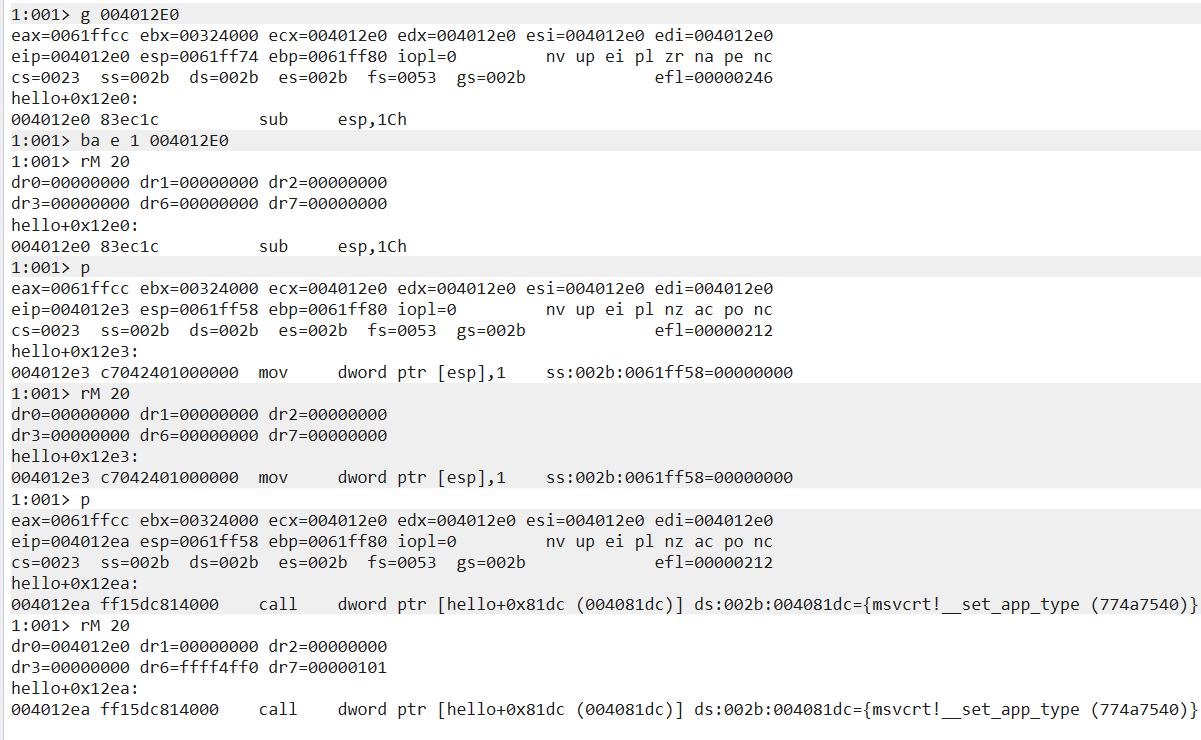 1:001> g 004012E0
eax=0061ffcc ebx=00324000 ecx=004012e0 edx=004012e0 esi=004012e0 edi=004012e0
eip=004012e0 esp=0061ff74 ebp=0061ff80 iopl=0         nv up ei pl zr na pe nc
cs=0023  ss=002b  ds=002b  es=002b  fs=0053  gs=002b             efl=00000246
hello+0x12e0:
004012e0 83ec1c          sub     esp,1Ch
1:001> ba e 1 004012E0
1:001> rM 20
dr0=00000000 dr1=00000000 dr2=00000000
dr3=00000000 dr6=00000000 dr7=00000000
hello+0x12e0:
004012e0 83ec1c          sub     esp,1Ch
1:001> p
eax=0061ffcc ebx=00324000 ecx=004012e0 edx=004012e0 esi=004012e0 edi=004012e0
eip=004012e3 esp=0061ff58 ebp=0061ff80 iopl=0         nv up ei pl nz ac po nc
cs=0023  ss=002b  ds=002b  es=002b  fs=0053  gs=002b             efl=00000212
hello+0x12e3:
004012e3 c7042401000000  mov     dword ptr [esp],1    ss:002b:0061ff58=00000000
1:001> rM 20
dr0=00000000 dr1=00000000 dr2=00000000
dr3=00000000 dr6=00000000 dr7=00000000
hello+0x12e3:
004012e3 c7042401000000  mov     dword ptr [esp],1    ss:002b:0061ff58=00000000
1:001> p
eax=0061ffcc ebx=00324000 ecx=004012e0 edx=004012e0 esi=004012e0 edi=004012e0
eip=004012ea esp=0061ff58 ebp=0061ff80 iopl=0         nv up ei pl nz ac po nc
cs=0023  ss=002b  ds=002b  es=002b  fs=0053  gs=002b             efl=00000212
hello+0x12ea:
004012ea ff15dc814000    call    dword ptr [hello+0x81dc (004081dc)] ds:002b:004081dc={msvcrt!__set_app_type (774a7540)}
1:001> rM 20
dr0=004012e0 dr1=00000000 dr2=00000000
dr3=00000000 dr6=ffff4ff0 dr7=00000101
hello+0x12ea:
004012ea ff15dc814000    call    dword ptr [hello+0x81dc (004081dc)] ds:002b:004081dc={msvcrt!__set_app_type (774a7540)}